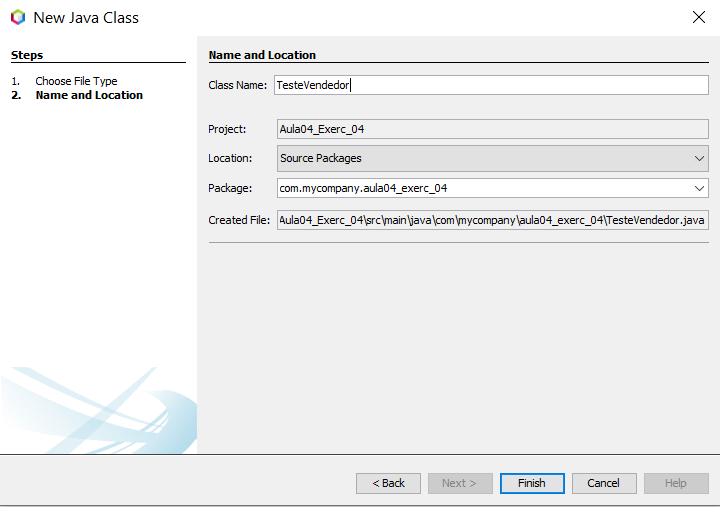 New Java Class
Steps
1. Choose File Type
2. Name and Location
Name and Location
Class Name: TesteVendedor
Project: Aula04_Exerc_04
Location: Source Packages
Package: com.mycompany.aula04_exerc_04
Created File: Aula04_Exerc_04\src\main\java\com\mycompany\aula04_exerc_04\TesteVendedor.java
< Back Next > Finish Cancel Help